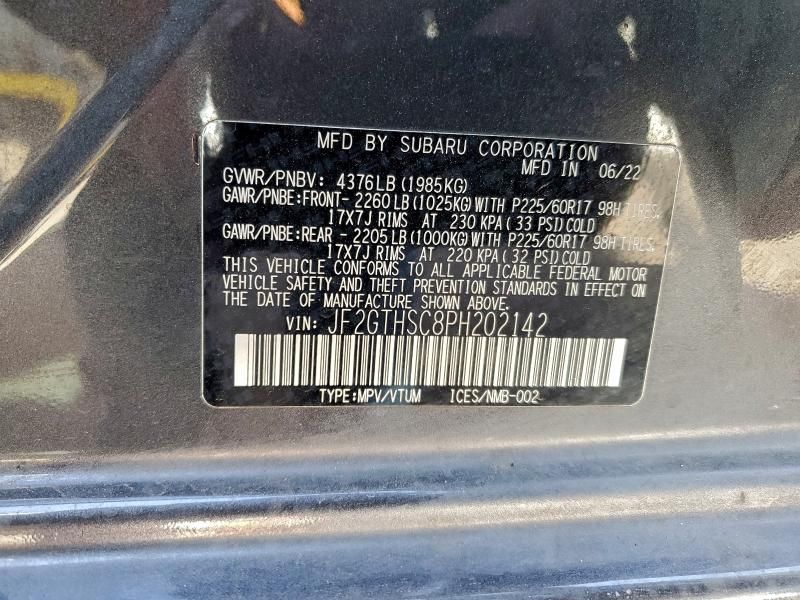 MFD BY SUBARU CORPORATION
MFD IN 06/22
GVWR/PNBV: 4376LB(1985KG)
GAWR/PNBE:FRONT- 2260LB(1025KG)WITH P225/60R17 98H TIRES,
17X7J RIMS AT 230 KPA(33 PSI)COLD
GAWR/PNBE:REAR - 2205LB(1000KG)WITH P225/60R17 98H TIRES,
17X7J RIMS AT 220 KPA(32 PSI)COLD
THIS VEHICLE CONFORMS TO ALL APPLICABLE FEDERAL MOTOR
VEHICLE SAFETY AND THEFT PREVENTION STANDARDS IN EFFECT ON
THE DATE OF MANUFACTURE SHOWN ABOVE.
VIN: JF2GTHSC8PH202142
TYPE:MPV/VTUM ICES/NMB-002